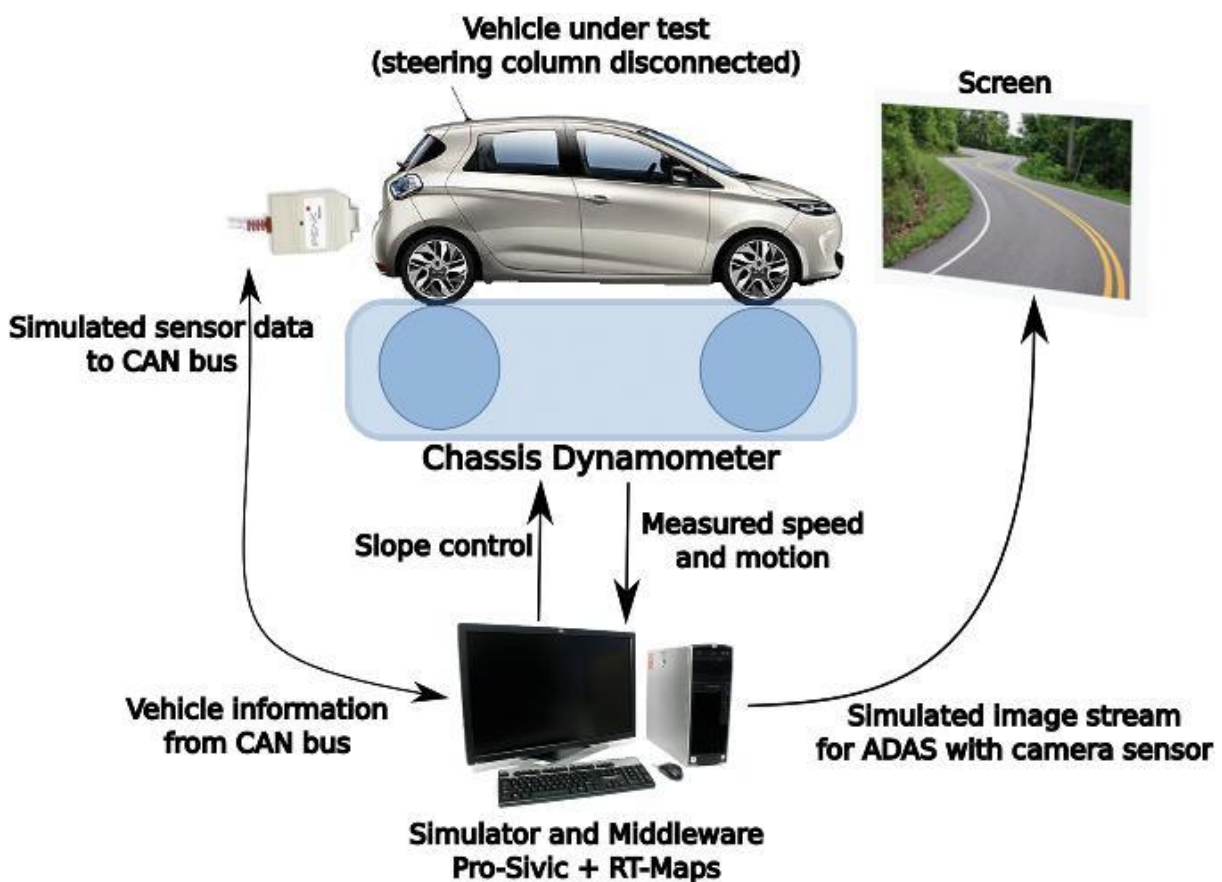 Vehicle under test
(steering column disconnected)
Screen
Simulated sensor data
to CAN bus
Chassis Dynamometer
Slope control
Measured speed
and motion
Vehicle information
from CAN bus
Simulated image stream
for ADAS with camera sensor
Simulator and Middleware
Pro-Sivic + RT-Maps